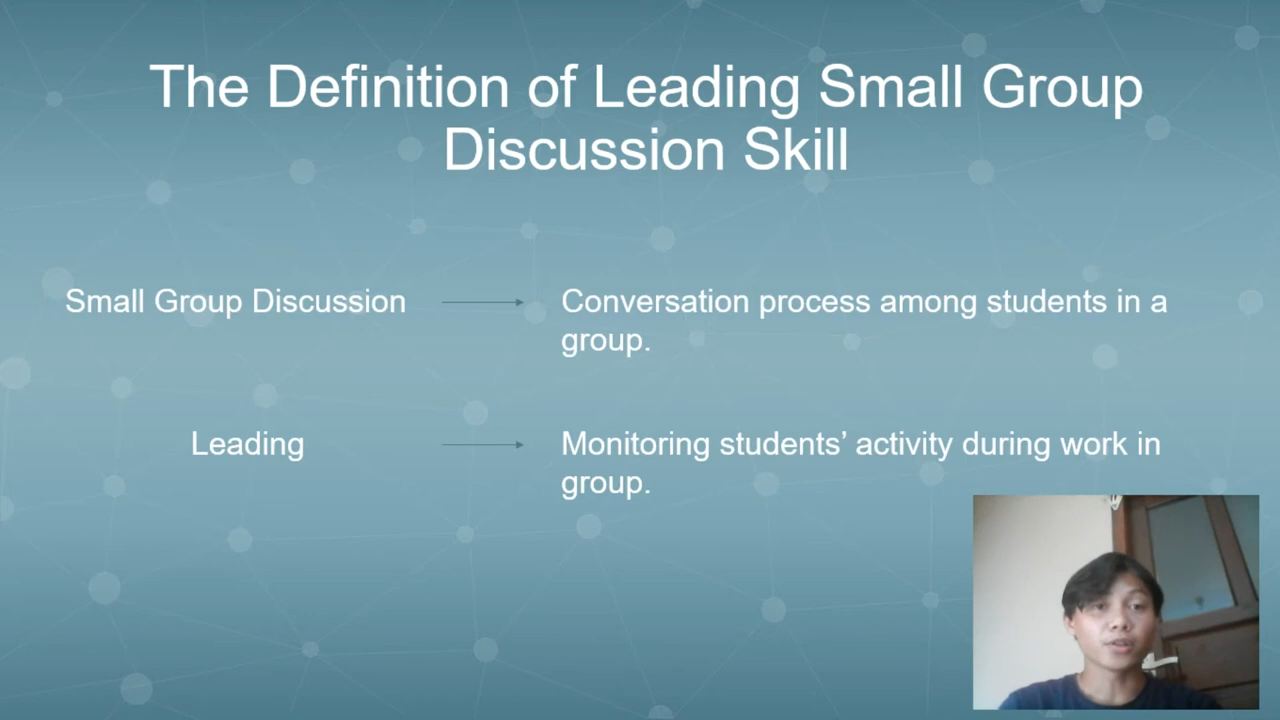 The Definition of Leading Small Group
Discussion Skill
Small Group Discussion
Conversation process among students in a
group.
Leading
Monitoring students’ activity during work in
group.